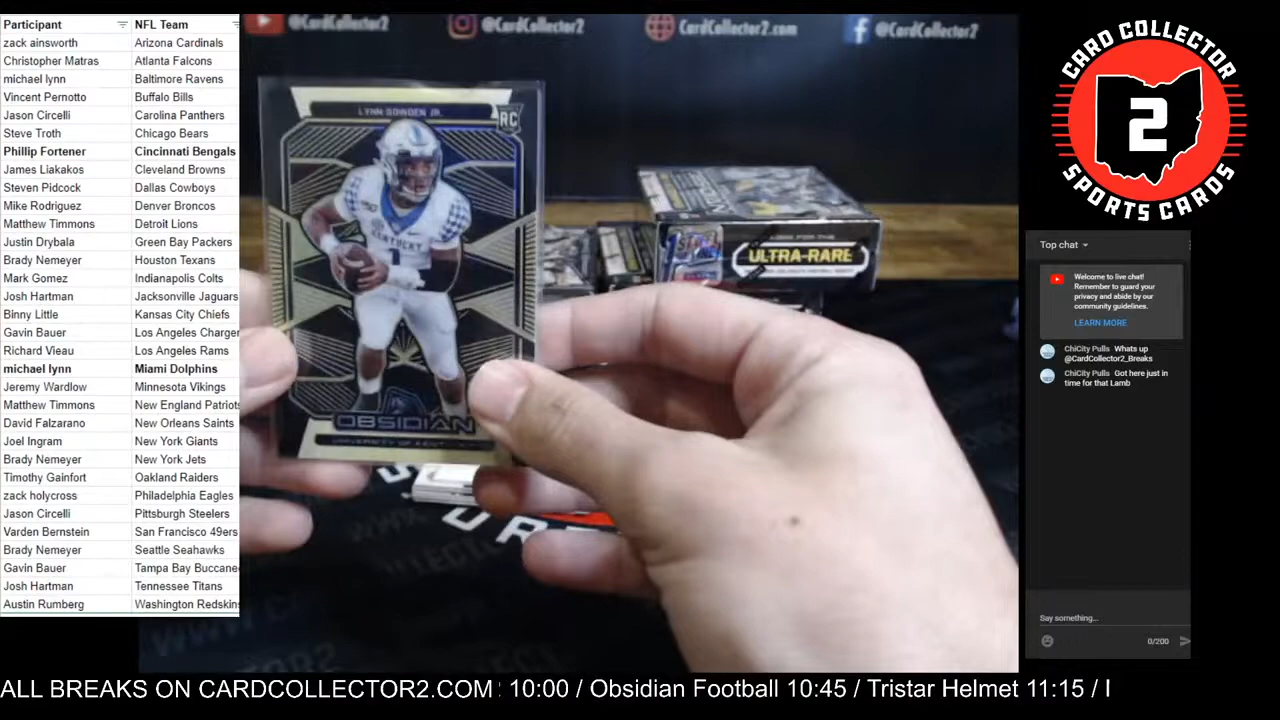 Participant NFL Team
zack ainsworth Arizona Cardinals
Christopher Matras Atlanta Falcons
michael lynn Baltimore Ravens
Vincent Pernotto Buffalo Bills
Jason Circelli Carolina Panthers
Steve Troth Chicago Bears
Phillip Fortener Cincinnati Bengals
James Liakakos Cleveland Browns
Steven Pidcock Dallas Cowboys
Mike Rodriguez Denver Broncos
Matthew Timmons Detroit Lions
Justin Drybala Green Bay Packers
Brady Nemeyer Houston Texans
Mark Gomez Indianapolis Colts
Josh Hartman Jacksonville Jaguars
Binny Little Kansas City Chiefs
Gavin Bauer Los Angeles Charger
Richard Vieau Los Angeles Rams
michael lynn Miami Dolphins
Jeremy Wardlow Minnesota Vikings
Matthew Timmons New England Patriots
David Falzarano New Orleans Saints
Joel Ingram New York Giants
Brady Nemeyer New York Jets
Timothy Gainfort Oakland Raiders
zack holycross Philadelphia Eagles
Jason Circelli Pittsburgh Steelers
Varden Bernstein San Francisco 49ers
Brady Nemeyer Seattle Seahawks
Gavin Bauer Tampa Bay Buccane
Josh Hartman Tennessee Titans
Austin Rumberg Washington Redskins
@CardCollector2 @CardCollector2 CardCollector2.com @CardCollector2
LYNN BOWDEN JR.
RC
KENTUCKY
1
OBSIDIAN
UNIVERSITY OF
ULTRA-RARE
CARD COLLECTOR
2
SPORTS CARDS
Top chat
Welcome to live chat!
Remember to guard your
privacy and abide by our
community guidelines.
LEARN MORE
ChiCity Pulls Whats up
@CardCollector2_Breaks
ChiCity Pulls Got here just in
time for that Lamb
Say something...
0/200
ALL BREAKS ON CARDCOLLECTOR2.COM : 10:00 / Obsidian Football 10:45 / Tristar Helmet 11:15 / I